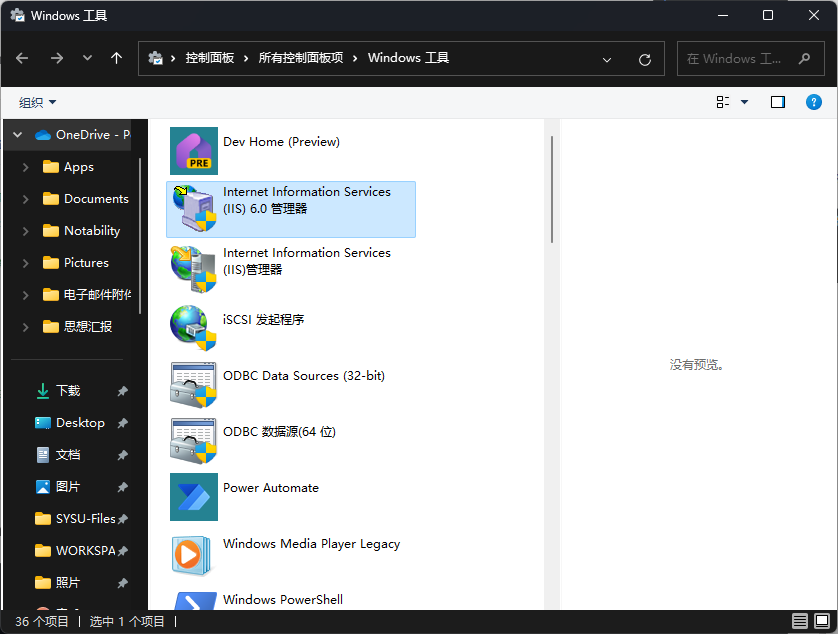 Windows 工具
控制面板 > 所有控制面板项 > Windows 工具
在 Windows 工...
组织
OneDrive - P
Apps
Documents
Notability
Pictures
电子邮件附件
思想汇报
下载
Desktop
文档
图片
SYSU-Files
WORKSPA
照片
Dev Home (Preview)
PRE
Internet Information Services
(IIS) 6.0 管理器
Internet Information Services
(IIS)管理器
iSCSI 发起程序
ODBC Data Sources (32-bit)
ODBC 数据源(64 位)
Power Automate
Windows Media Player Legacy
Windows PowerShell
没有预览。
36 个项目
选中 1 个项目